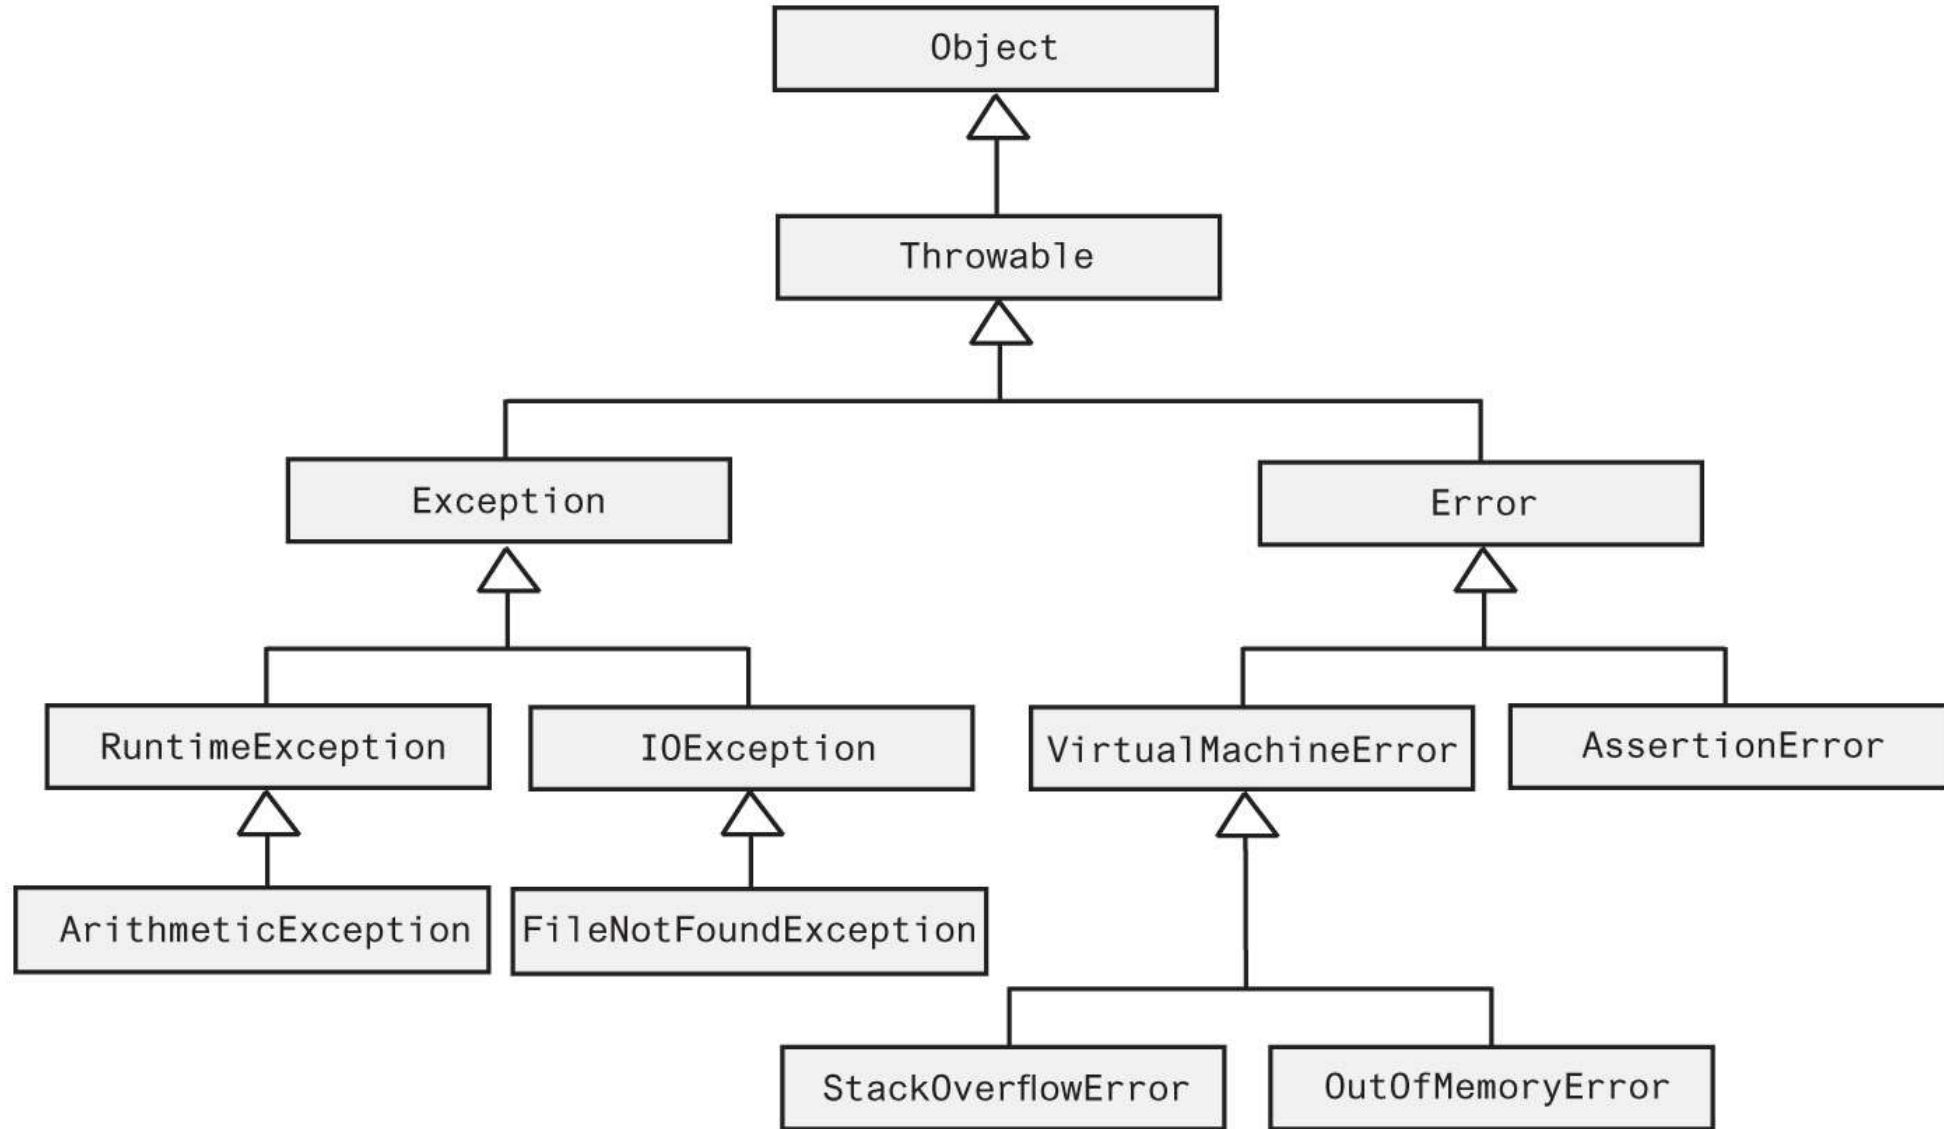 Object
Throwable
Exception
Error
RuntimeException
IOException
VirtualMachineError
AssertionError
ArithmeticException
FileNotFoundException
StackOverflowError
OutOfMemoryError